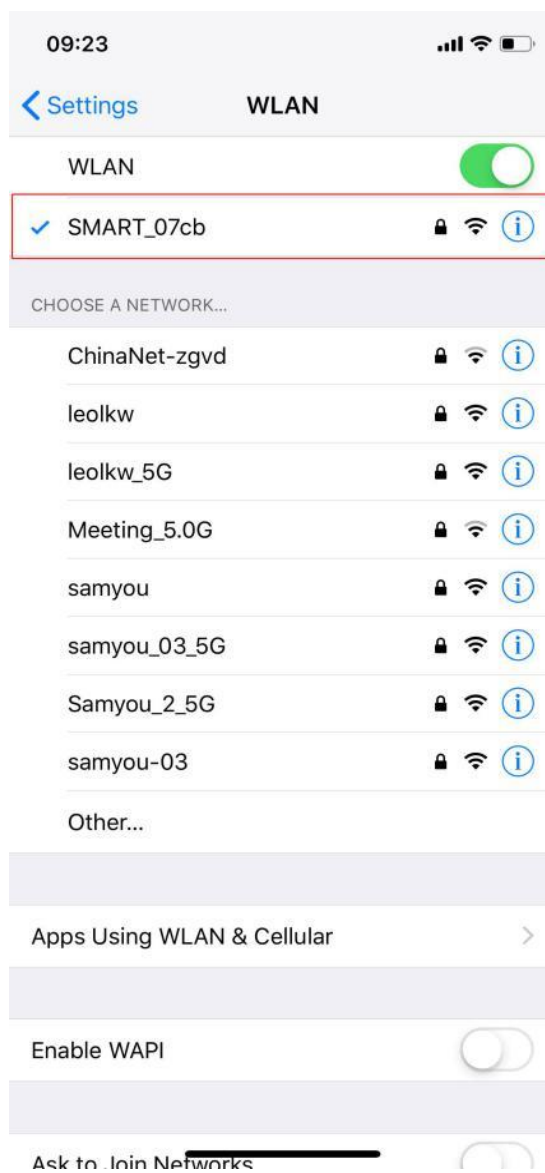 09:23
Settings WLAN
WLAN
SMART_07cb
CHOOSE A NETWORK...
ChinaNet-zgvd
leolkw
leolkw_5G
Meeting_5.0G
samyou
samyou_03_5G
Samyou_2_5G
samyou-03
Other...
Apps Using WLAN & Cellular
Enable WAPI
Ask to Join Networks